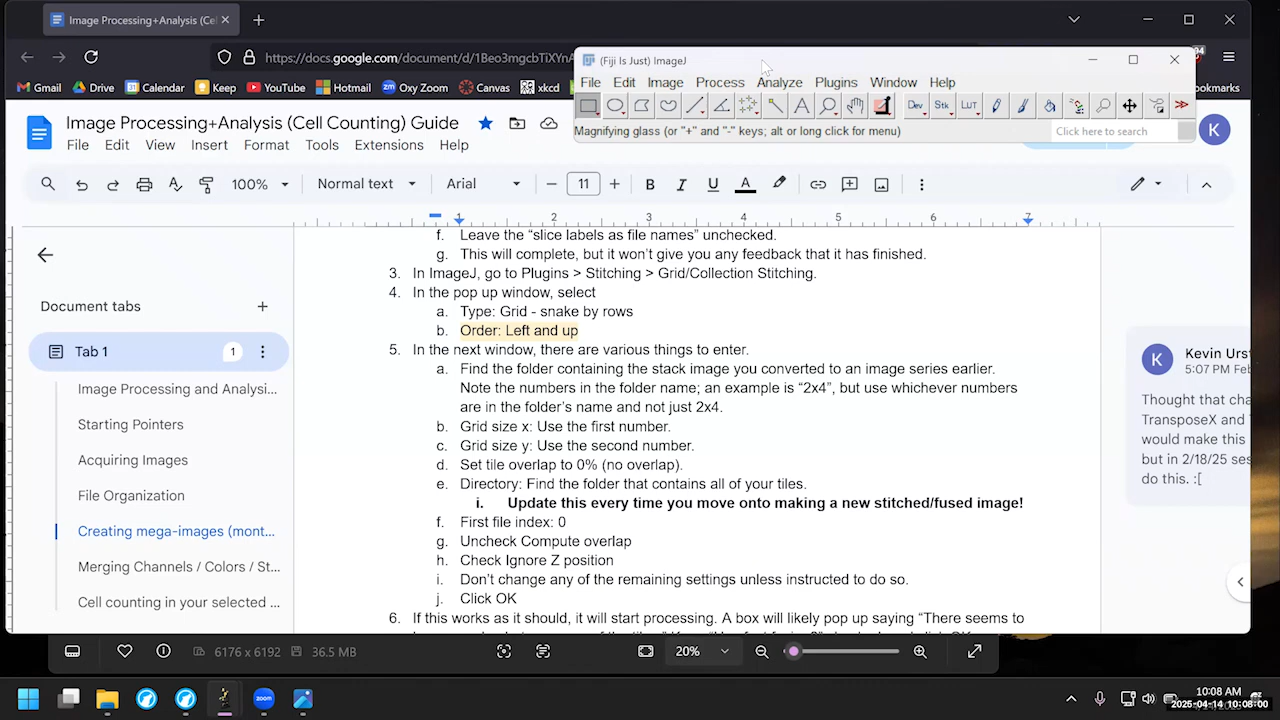 Image Processing+Analysis (Ce
https://docs.google.com/document/d/1Beo3mgcbTiXYnA
Gmail
Drive
Calendar
Keep
YouTube
Hotmail
Oxy Zoom
Canvas
xkcd
ookmarks
(Fiji Is Just) ImageJ
File Edit Image Process Analyze Plugins Window Help
Dev Stk LUT
Magnifying glass (or "+" and "-" keys; alt or long click for menu)
Click here to search
Image Processing+Analysis (Cell Counting) Guide
File Edit View Insert Format Tools Extensions Help
K
100% Normal text Arial 11 B I U A
1 2 3 4 5 6 7
Document tabs
Tab 1
1
Image Processing and Analysi...
Starting Pointers
Acquiring Images
File Organization
Creating mega-images (mont...
Merging Channels / Colors / St...
Cell counting in your selected ...
f. Leave the “slice labels as file names” unchecked.
g. This will complete, but it won’t give you any feedback that it has finished.
3. In ImageJ, go to Plugins > Stitching > Grid/Collection Stitching.
4. In the pop up window, select
a. Type: Grid - snake by rows
b. Order: Left and up
5. In the next window, there are various things to enter.
a. Find the folder containing the stack image you converted to an image series earlier.
Note the numbers in the folder name; an example is “2x4”, but use whichever numbers
are in the folder’s name and not just 2x4.
b. Grid size x: Use the first number.
c. Grid size y: Use the second number.
d. Set tile overlap to 0% (no overlap).
e. Directory: Find the folder that contains all of your tiles.
i. Update this every time you move onto making a new stitched/fused image!
f. First file index: 0
g. Uncheck Compute overlap
h. Check Ignore Z position
i. Don’t change any of the remaining settings unless instructed to do so.
j. Click OK
6. If this works as it should, it will start processing. A box will likely pop up saying “There seems to
K
Kevin Urst
5:07 PM Feb
Thought that cha
TransposeX and
would make this
but in 2/18/25 ses
do this. :[
6176 x 6192
36.5 MB
20%
zoom
10:08 AM
2025-04-14 10:08:00